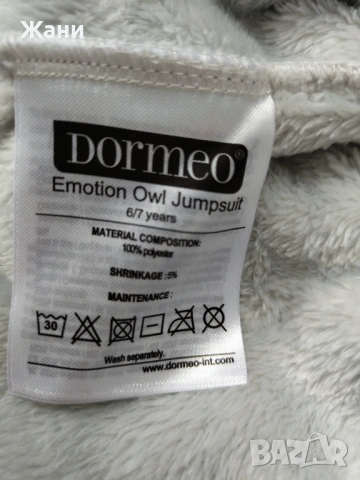 Жани
DORMEO®
Emotion Owl Jumpsuit
6/7 years
MATERIAL COMPOSITION:
100% polyester
SHRINKAGE: 5%
MAINTENANCE:
30
Wash separately.
www.dormeo-int.com
BAZAR